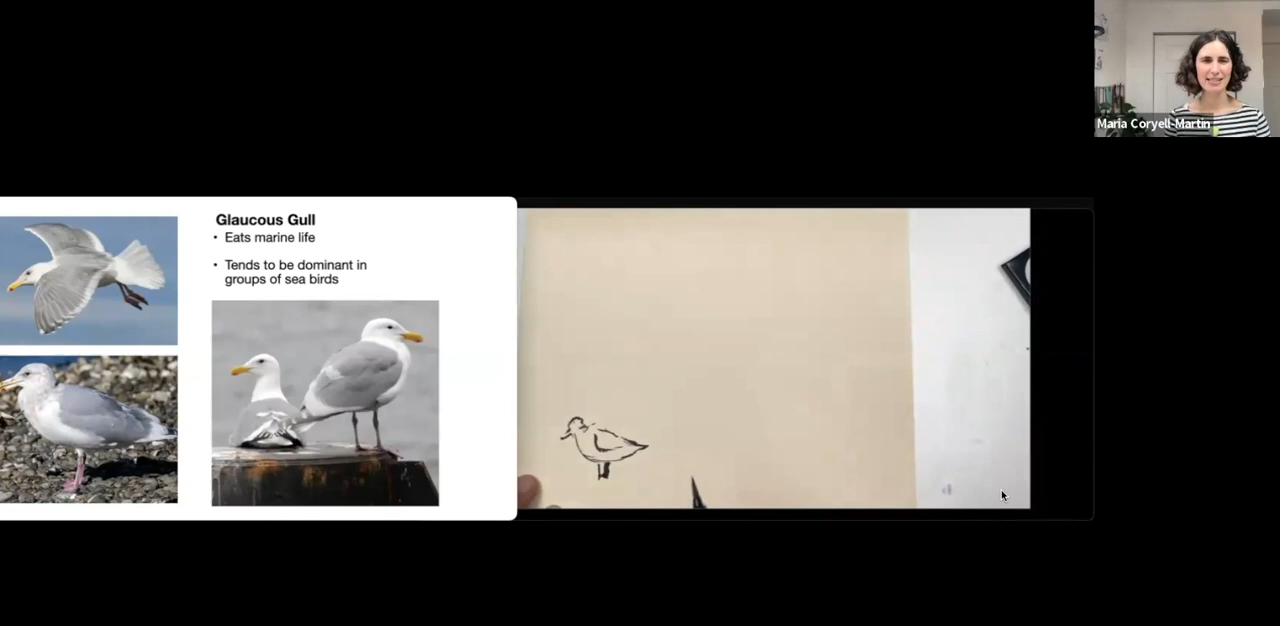 Maria Coryell-Martin
Glaucous Gull
• Eats marine life
• Tends to be dominant in
groups of sea birds